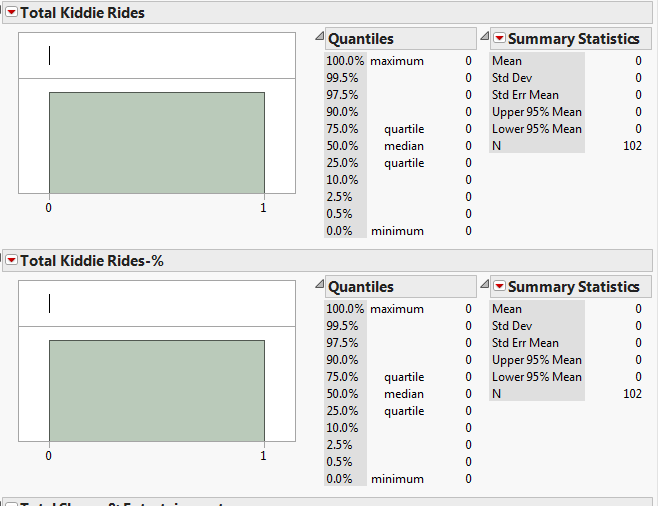 Total Kiddie Rides
Quantiles
Summary Statistics
100.0% maximum 0
99.5% 0
97.5% 0
90.0% 0
75.0% quartile 0
50.0% median 0
25.0% quartile 0
10.0% 0
2.5% 0
0.5% 0
0.0% minimum 0
Mean 0
Std Dev 0
Std Err Mean 0
Upper 95% Mean 0
Lower 95% Mean 0
N 102
0 1
Total Kiddie Rides-%
Quantiles
Summary Statistics
100.0% maximum 0
99.5% 0
97.5% 0
90.0% 0
75.0% quartile 0
50.0% median 0
25.0% quartile 0
10.0% 0
2.5% 0
0.5% 0
0.0% minimum 0
Mean 0
Std Dev 0
Std Err Mean 0
Upper 95% Mean 0
Lower 95% Mean 0
N 102
0 1